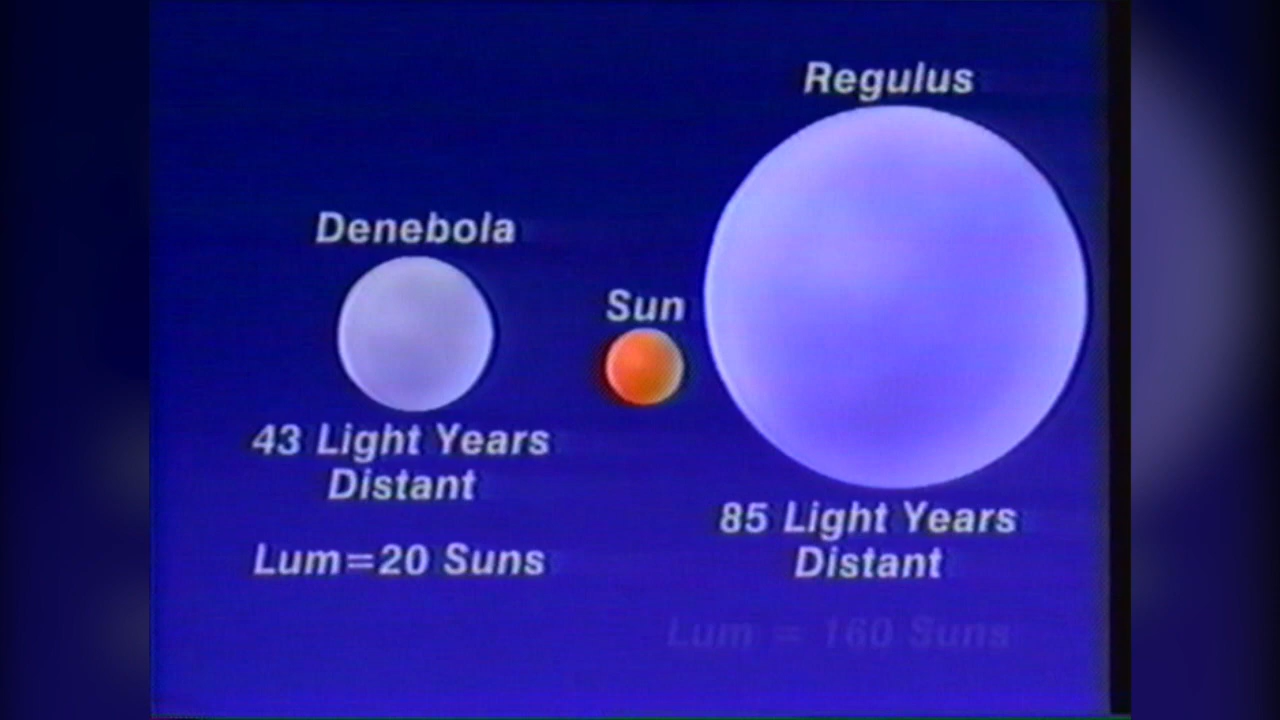 Denebola
43 Light Years
Distant
Lum=20 Suns
Sun
Regulus
85 Light Years
Distant
Lum = 160 Suns